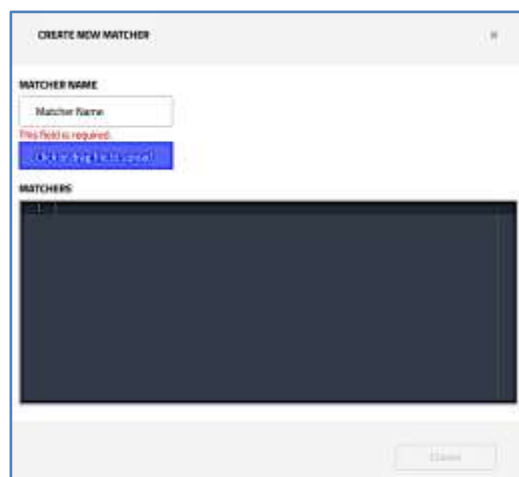 CREATE NEW MATCHER
×
MATCHER NAME
Matcher Name
This field is required.
Click or drag file to upload
MATCHERS
1